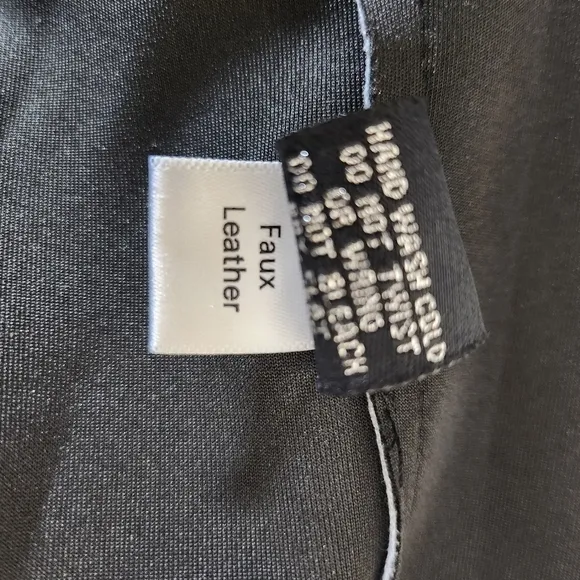 HAND WASH COLD
DO NOT TWIST
OR WRING
DO NOT BLEACH
Faux
Leather